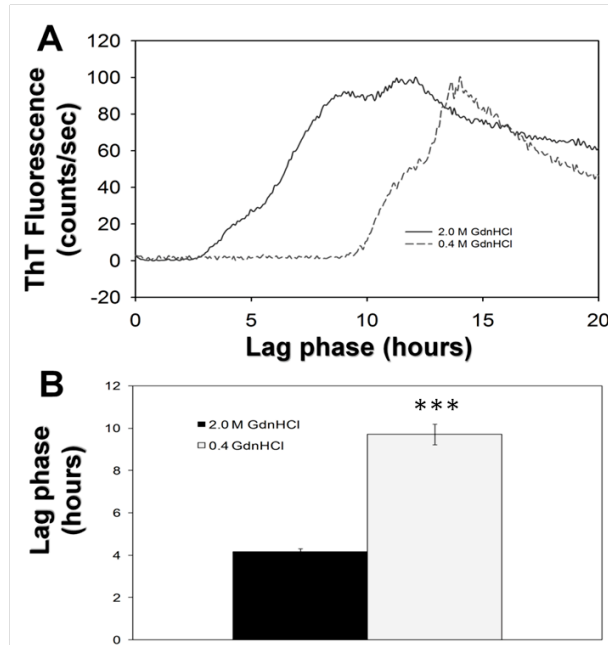 A
ThT Fluorescence
(counts/sec)
120
100
80
60
40
20
0
-20
2.0 M GdnHCl
0.4 M GdnHCl
0 5 10 15 20
Lag phase (hours)
B
Lag phase
(hours)
12
10
8
6
4
2
0
2.0 M GdnHCl
0.4 GdnHCl
***